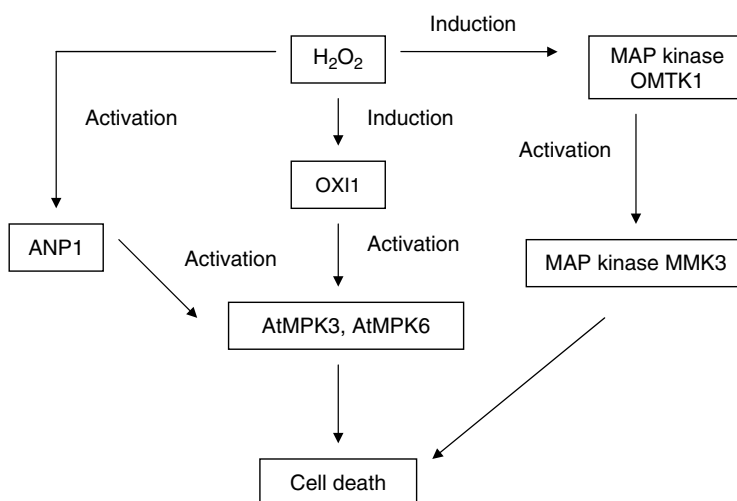 Induction
H₂O₂
MAP kinase
OMTK1
Activation
Induction
Activation
OXI1
ANP1
Activation
Activation
MAP kinase MMK3
AtMPK3, AtMPK6
Cell death